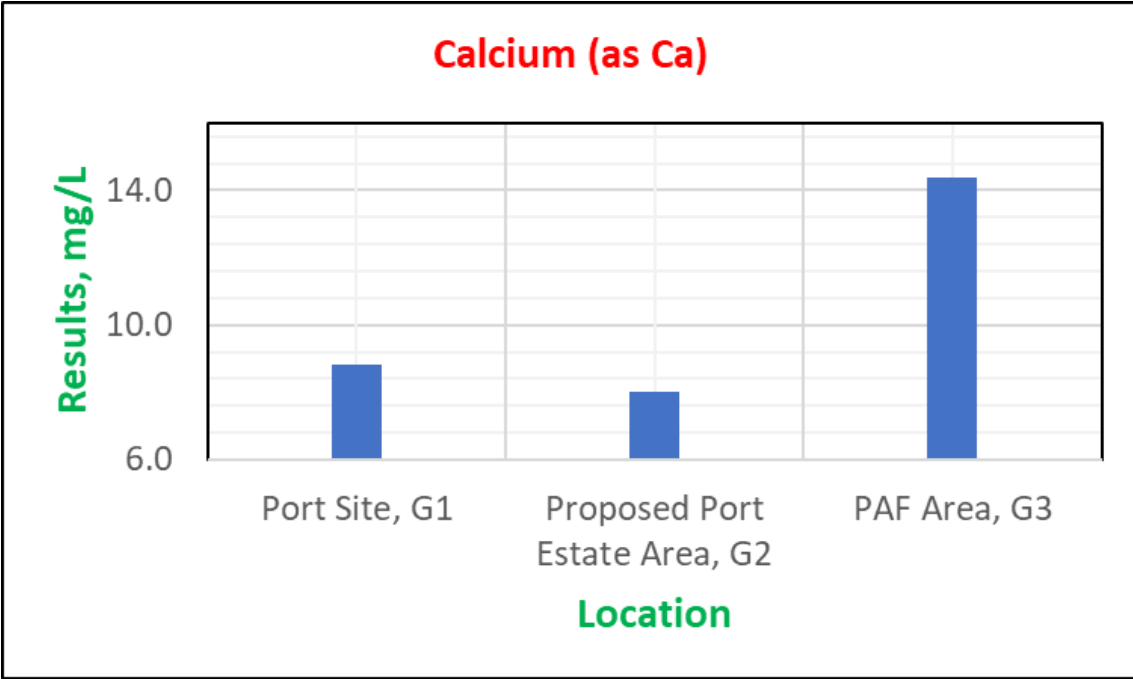 Calcium (as Ca)
Results, mg/L
14.0
10.0
6.0
Port Site, G1
Proposed Port
Estate Area, G2
PAF Area, G3
Location